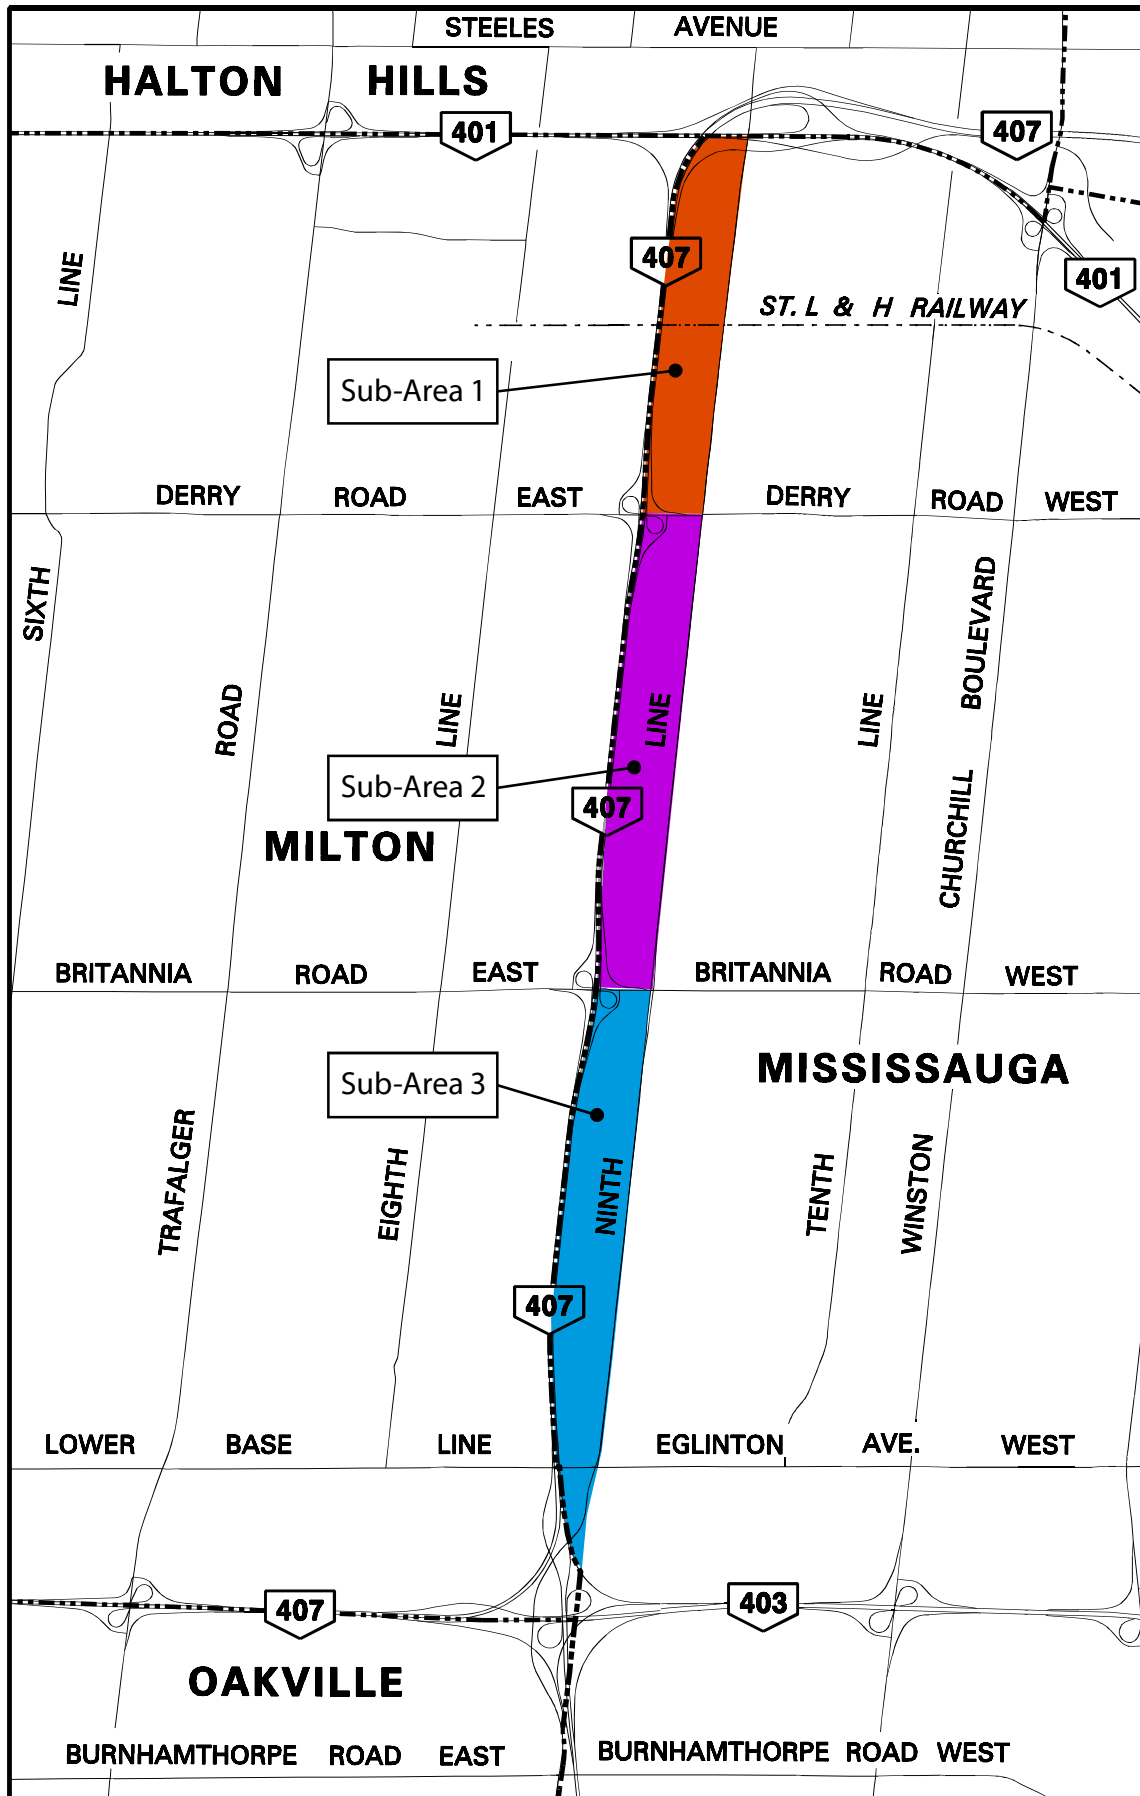 STEELES AVENUE
HALTON HILLS
401
407
407
401
LINE
ST. L & H RAILWAY
Sub-Area 1
DERRY ROAD EAST DERRY ROAD WEST
SIXTH
BOULEVARD
ROAD
LINE
LINE
LINE
Sub-Area 2
407
CHURCHILL
MILTON
BRITANNIA ROAD EAST BRITANNIA ROAD WEST
MISSISSAUGA
Sub-Area 3
TRAFALGER
EIGHTH
NINTH
TENTH
WINSTON
407
LOWER BASE LINE EGLINTON AVE. WEST
407
403
OAKVILLE
BURNHAMTHORPE ROAD EAST BURNHAMTHORPE ROAD WEST